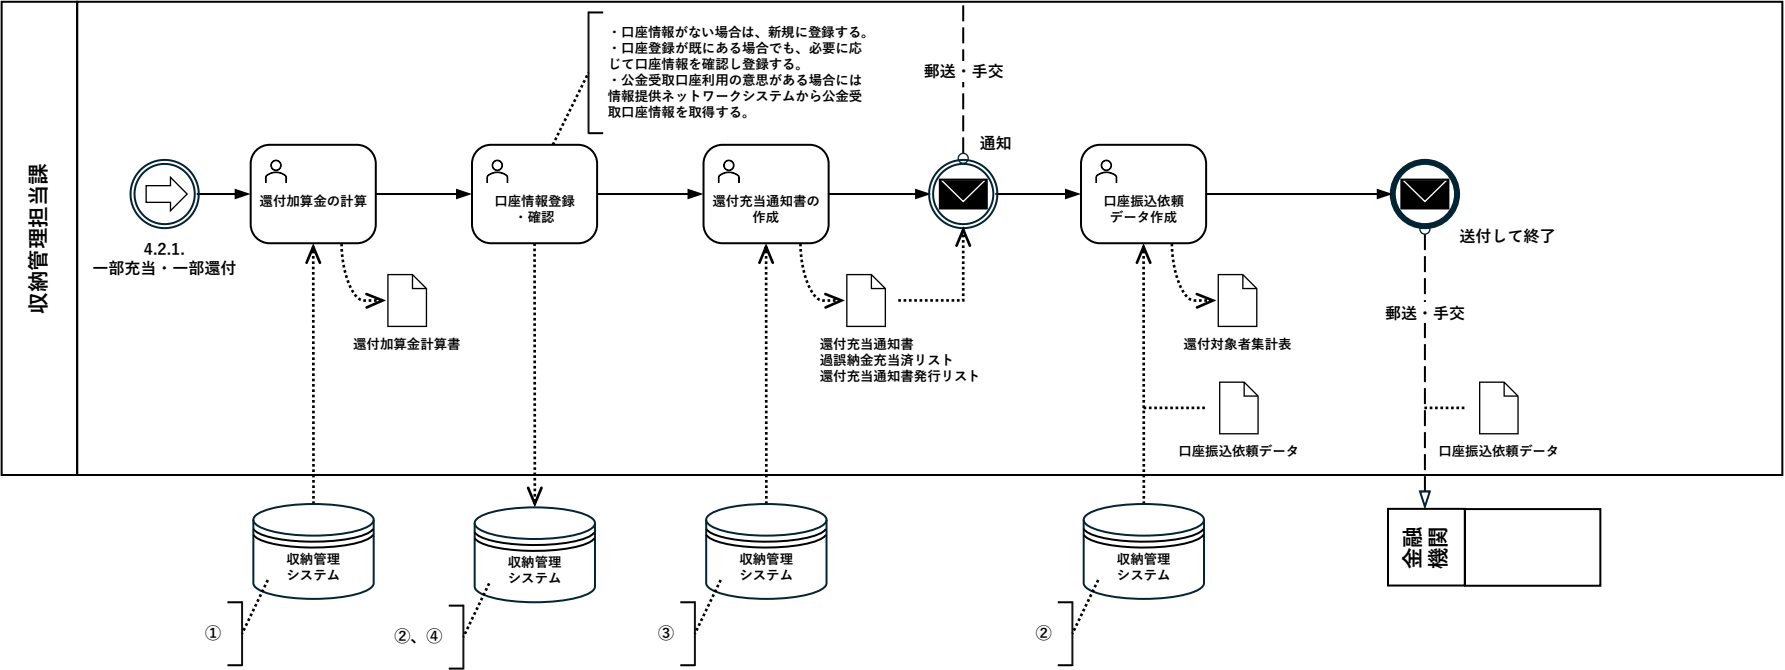 ・口座情報がない場合は、新規に登録する。
・口座登録が既にある場合でも、必要に応
じて口座情報を確認し登録する。
・公金受取口座利用の意思がある場合には
情報提供ネットワークシステムから公金受
取口座情報を取得する。
郵送・手交
通知
収納管理担当課
4.2.1.
一部充当・一部還付
還付加算金の計算
口座情報登録
・確認
還付充当通知書の
作成
口座振込依頼
データ作成
送付して終了
郵送・手交
還付加算金計算書
還付充当通知書
過誤納金充当済リスト
還付充当通知書発行リスト
還付対象者集計表
口座振込依頼データ
口座振込依頼データ
収納管理
システム
収納管理
システム
収納管理
システム
収納管理
システム
金融
機関
①
②、④
③
②